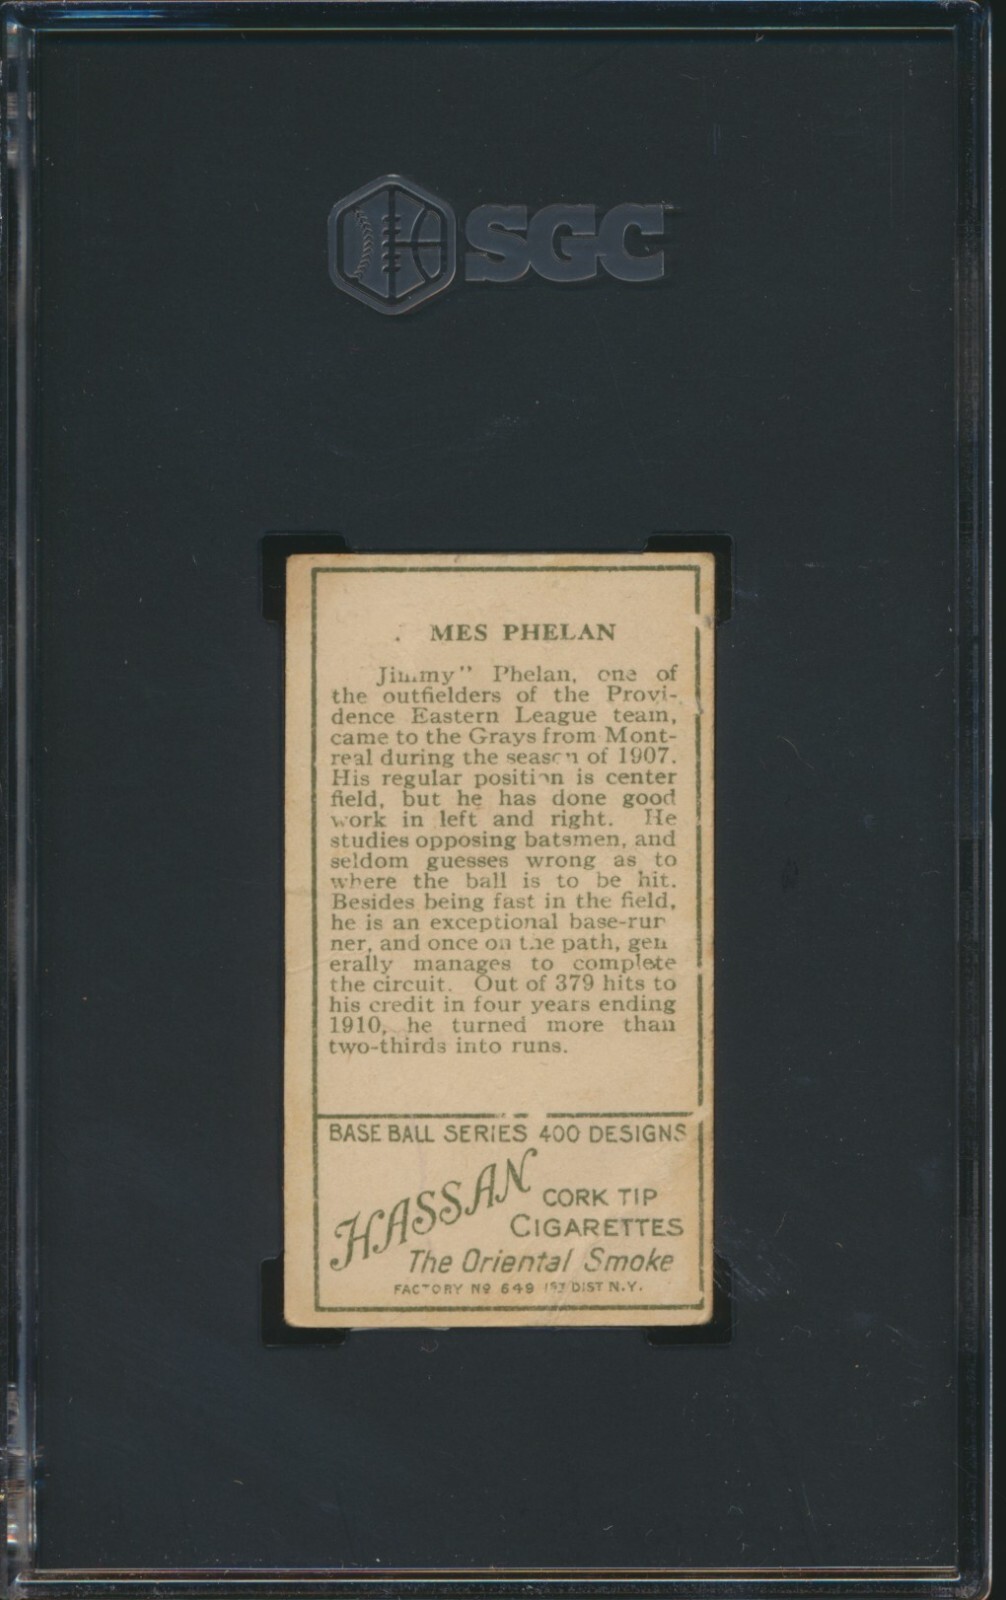 SGC
MES PHELAN
Jimmy" Phelan, one of
the outfielders of the Provi-
dence Eastern League team,
came to the Grays from Mont-
real during the season of 1907.
His regular position is center
field, but he has done good
work in left and right. He
studies opposing batsmen, and
seldom guesses wrong as to
where the ball is to be hit.
Besides being fast in the field,
he is an exceptional base-run
ner, and once on the path, gen
erally manages to complete
the circuit. Out of 379 hits to
his credit in four years ending
1910, he turned more than
two-thirds into runs.
BASE BALL SERIES 400 DESIGNS
HASSAN
CORK TIP
CIGARETTES
The Oriental Smoke
FACTORY No 649 1ST DIST N.Y.